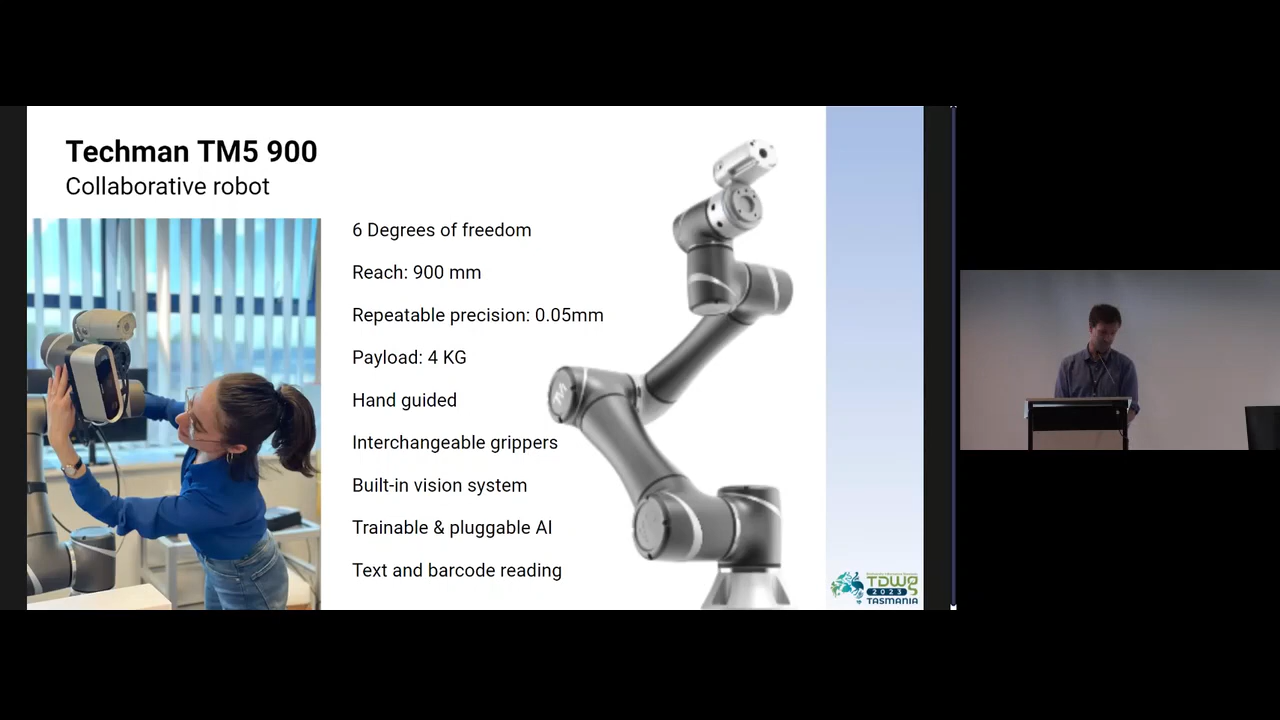 Techman TM5 900
Collaborative robot
6 Degrees of freedom
Reach: 900 mm
Repeatable precision: 0.05mm
Payload: 4 KG
Hand guided
Interchangeable grippers
Built-in vision system
Trainable & pluggable AI
Text and barcode reading
TDWG
2023
TASMANIA